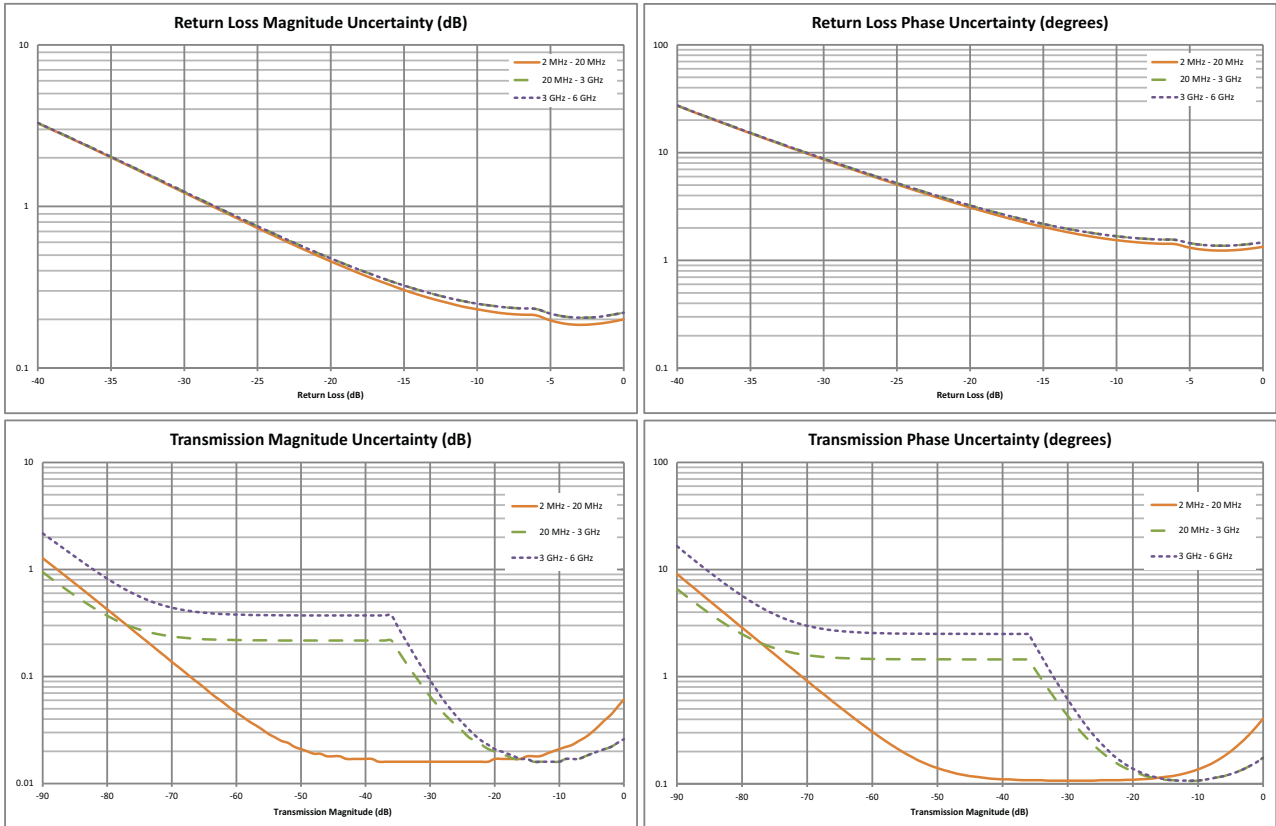 Return Loss Magnitude Uncertainty (dB)
10
1
0.1
2 MHz - 20 MHz
20 MHz - 3 GHz
3 GHz - 6 GHz
-40 -35 -30 -25 -20 -15 -10 -5 0
Return Loss (dB)
Return Loss Phase Uncertainty (degrees)
100
10
1
0.1
2 MHz - 20 MHz
20 MHz - 3 GHz
3 GHz - 6 GHz
-40 -35 -30 -25 -20 -15 -10 -5 0
Return Loss (dB)
Transmission Magnitude Uncertainty (dB)
10
1
0.1
0.01
2 MHz - 20 MHz
20 MHz - 3 GHz
3 GHz - 6 GHz
-90 -80 -70 -60 -50 -40 -30 -20 -10 0
Transmission Magnitude (dB)
Transmission Phase Uncertainty (degrees)
100
10
1
0.1
2 MHz - 20 MHz
20 MHz - 3 GHz
3 GHz - 6 GHz
-90 -80 -70 -60 -50 -40 -30 -20 -10 0
Transmission Magnitude (dB)